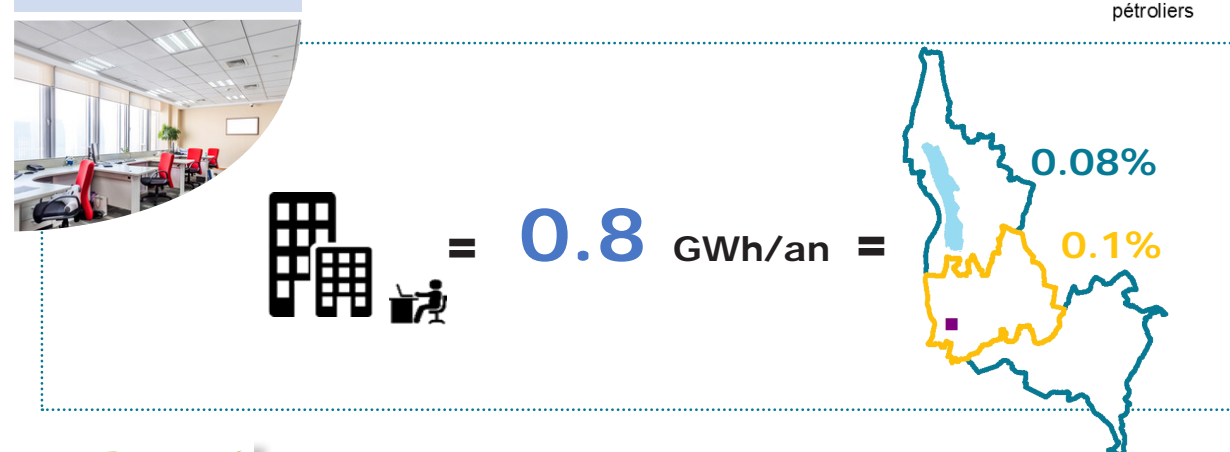 pétroliers
0.08%
= 0.8 GWh/an =
0.1%